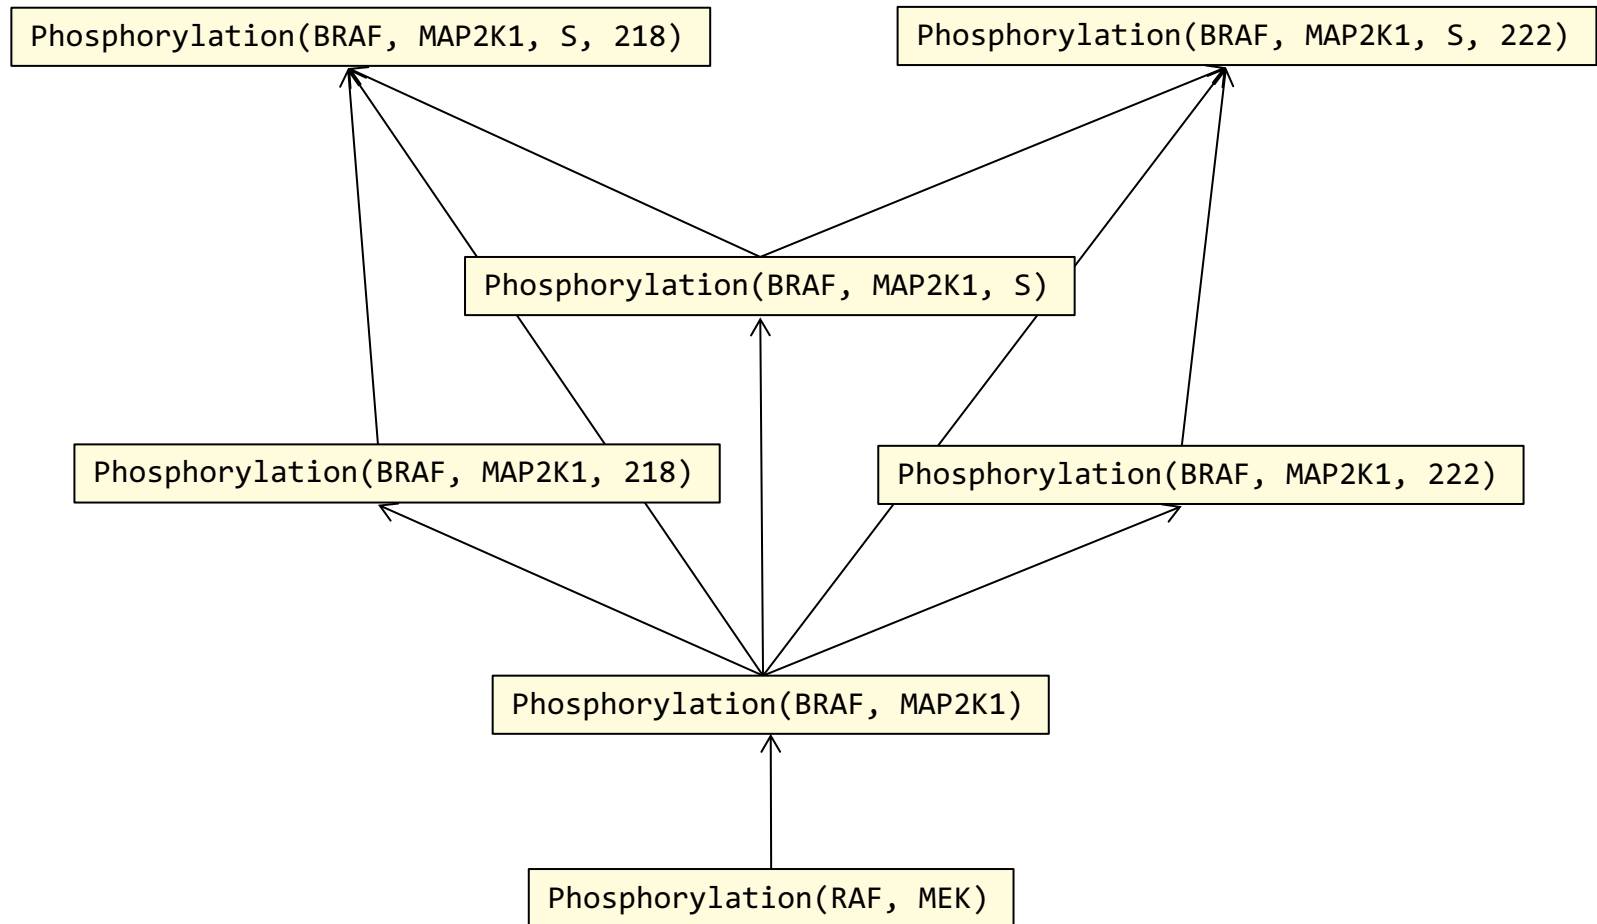 Phosphorylation(BRAF, MAP2K1, S, 218)
Phosphorylation(BRAF, MAP2K1, S, 222)
Phosphorylation(BRAF, MAP2K1, S)
Phosphorylation(BRAF, MAP2K1, 218)
Phosphorylation(BRAF, MAP2K1, 222)
Phosphorylation(BRAF, MAP2K1)
Phosphorylation(RAF, MEK)